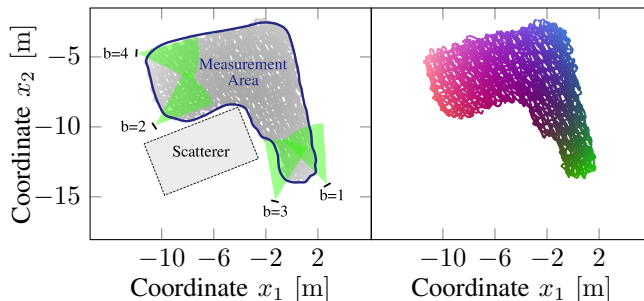 Coordinate x₂ [m]
−5
−10
−15
b=4
Measurement
Area
b=2
Scatterer
b=1
b=3
−10
−6
−2
2
−10
−6
−2
2
Coordinate x₁ [m]
Coordinate x₁ [m]